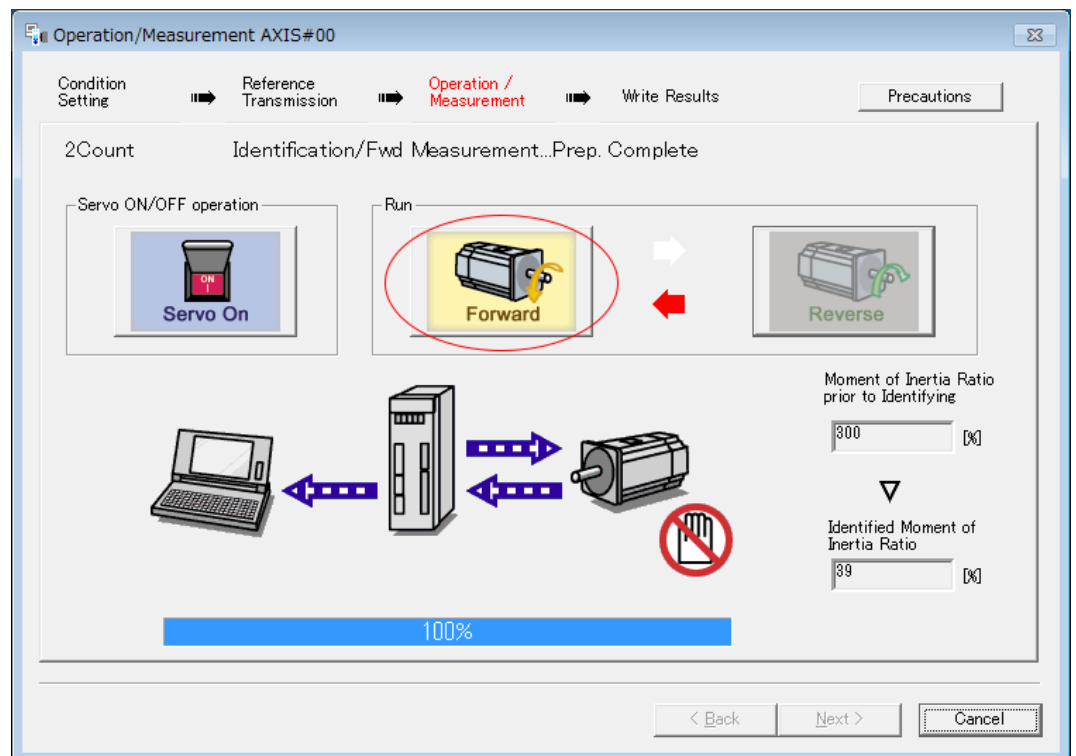 Operation/Measurement AXIS#00
Condition
Setting
Reference
Transmission
Operation /
Measurement
Write Results
Precautions
2Count
Identification/Fwd Measurement...Prep. Complete
Servo ON/OFF operation
Run
ON
I
Servo On
Forward
Reverse
Moment of Inertia Ratio
prior to Identifying
300 [%]
Identified Moment of
Inertia Ratio
39 [%]
100%
< Back
Next >
Cancel